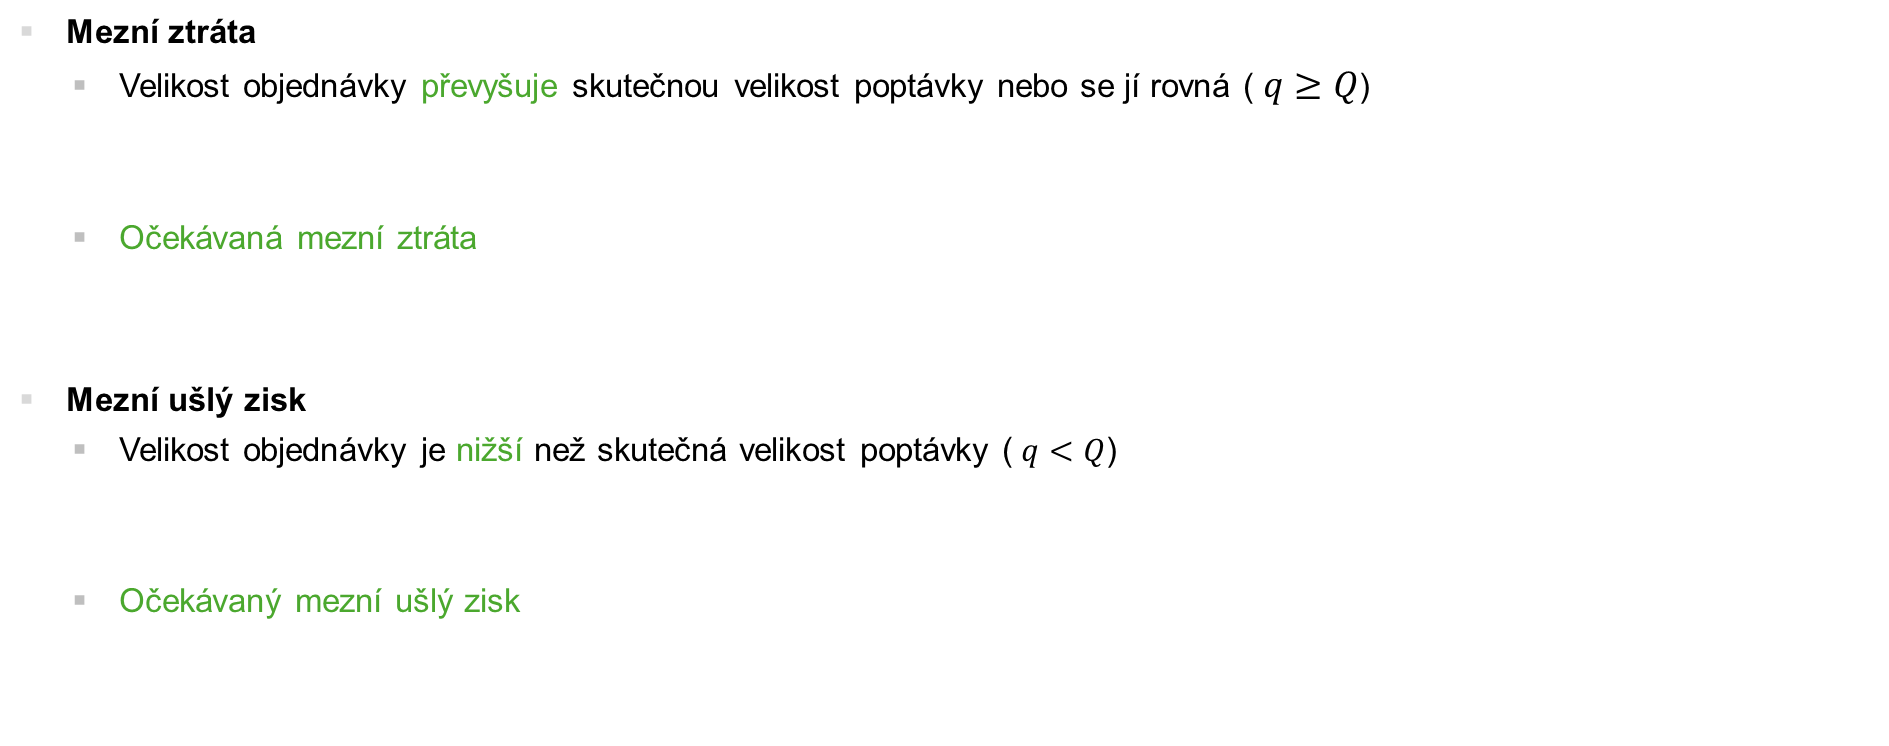 Mezní ztráta
Velikost objednávky převyšuje skutečnou velikost poptávky nebo se jí rovná ( q ≥ Q)
Očekávaná mezní ztráta
Mezní ušlý zisk
Velikost objednávky je nižší než skutečná velikost poptávky ( q < Q)
Očekávaný mezní ušlý zisk